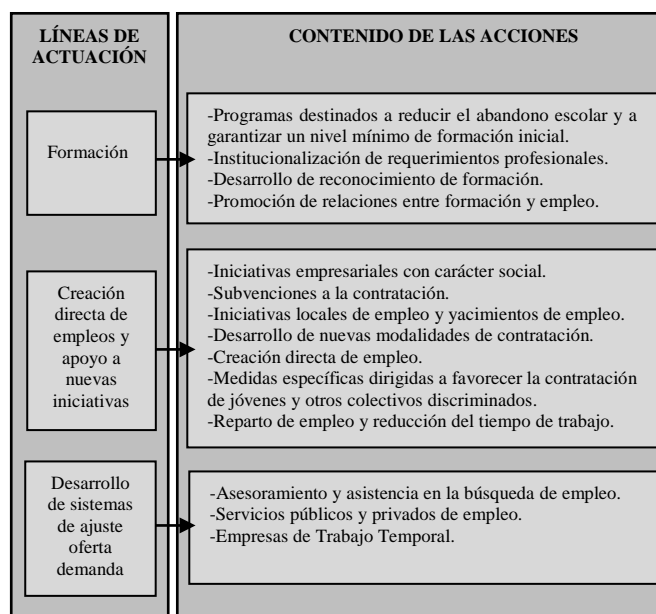 LÍNEAS DE
ACTUACIÓN
CONTENIDO DE LAS ACCIONES
Formación
-Programas destinados a reducir el abandono escolar y a
garantizar un nivel mínimo de formación inicial.
-Institucionalización de requerimientos profesionales.
-Desarrollo de reconocimiento de formación.
-Promoción de relaciones entre formación y empleo.
Creación
directa de
empleos y
apoyo a
nuevas
iniciativas
-Iniciativas empresariales con carácter social.
-Subvenciones a la contratación.
-Iniciativas locales de empleo y yacimientos de empleo.
-Desarrollo de nuevas modalidades de contratación.
-Creación directa de empleo.
-Medidas específicas dirigidas a favorecer la contratación
de jóvenes y otros colectivos discriminados.
-Reparto de empleo y reducción del tiempo de trabajo.
Desarrollo
de sistemas
de ajuste
oferta
demanda
-Asesoramiento y asistencia en la búsqueda de empleo.
-Servicios públicos y privados de empleo.
-Empresas de Trabajo Temporal.